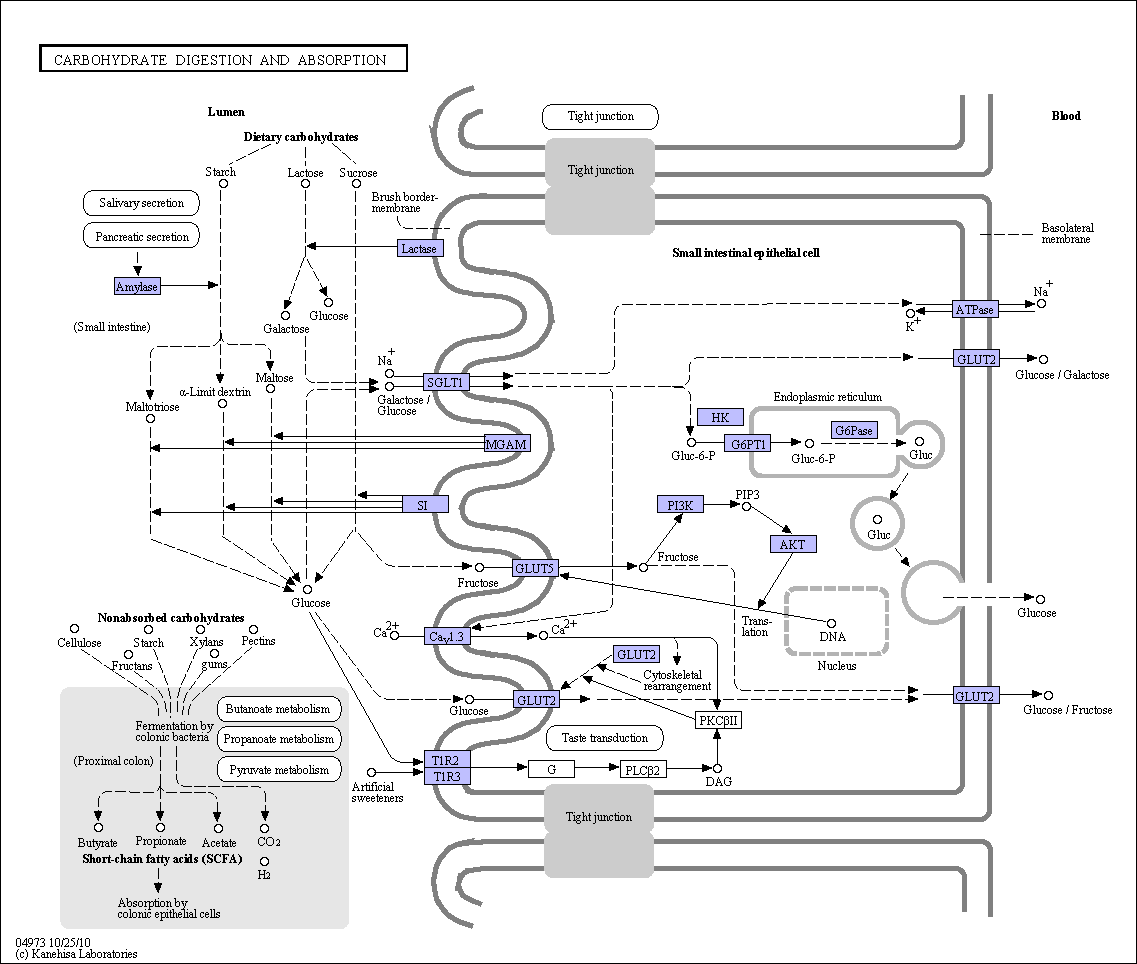 CARBOHYDRATE DIGESTION AND ABSORPTION
Lumen
Blood
Tight junction
Dietary carbohydrates
Tight junction
Starch
Lactose
Sucrose
Brush border-
membrane
Salivary secretion
Pancreatic secretion
Basolateral
membrane
Lactase
Small intestinal epithelial cell
Amylase
Na+
Glucose
Galactose
ATPase
K+
(Small intestine)
Na+
GLUT2
Glucose / Galactose
Maltose
SGLT1
α-Limit dextrin
Galactose /
Glucose
Maltotriose
Endoplasmic reticulum
HK
G6Pase
MGAM
G6PT1
Gluc-6-P
Gluc-6-P
Gluc
SI
PI3K
PIP3
Gluc
AKT
Fructose
GLUT5
Fructose
Glucose
Glucose
Nonabsorbed carbohydrates
Cellulose
Starch
Xylans
Pectins
Fructans
gums
Ca2+
Cav1.3
Ca2+
Trans-
lation
DNA
Nucleus
GLUT2
Cytoskeletal
rearrangement
Glucose
GLUT2
GLUT2
Glucose / Fructose
Butanoate metabolism
Fermentation by
colonic bacteria
PKCβII
Propanoate metabolism
Taste transduction
(Proximal colon)
Pyruvate metabolism
T1R2
T1R3
G
PLCβ2
DAG
Artificial
sweeteners
Tight junction
Butyrate
Propionate
Acetate
CO2
Short-chain fatty acids (SCFA)
H2
Absorption by
colonic epithelial cells
04973 10/25/10
(c) Kanehisa Laboratories